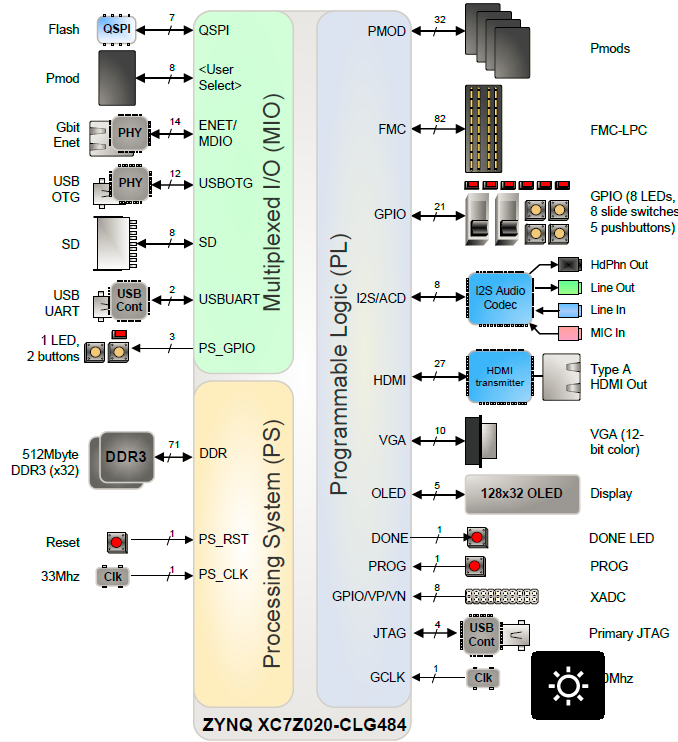 Flash
QSPI
7
QSPI
Pmod
8
<User
Select>
Gbit
Enet
PHY
14
ENET/
MDIO
USB
OTG
PHY
12
USBOTG
SD
8
SD
USB
UART
USB
Cont
2
USBUART
1 LED,
2 buttons
3
PS_GPIO
Multiplexed I/O (MIO)
512Mbyte
DDR3 (x32)
DDR3
71
DDR
Reset
1
PS_RST
33Mhz
Clk
1
PS_CLK
Processing System (PS)
Programmable Logic (PL)
PMOD
32
Pmods
FMC
82
FMC-LPC
GPIO
21
GPIO (8 LEDs,
8 slide switches
5 pushbuttons)
I2S/ACD
8
I2S Audio
Codec
HdPhn Out
Line Out
Line In
MIC In
HDMI
27
HDMI
transmitter
Type A
HDMI Out
VGA
10
VGA (12-
bit color)
OLED
5
128x32 OLED
Display
DONE
1
DONE LED
PROG
1
PROG
GPIO/VP/VN
8
XADC
JTAG
4
USB
Cont
Primary JTAG
GCLK
1
Clk
ZYNQ XC7Z020-CLG484